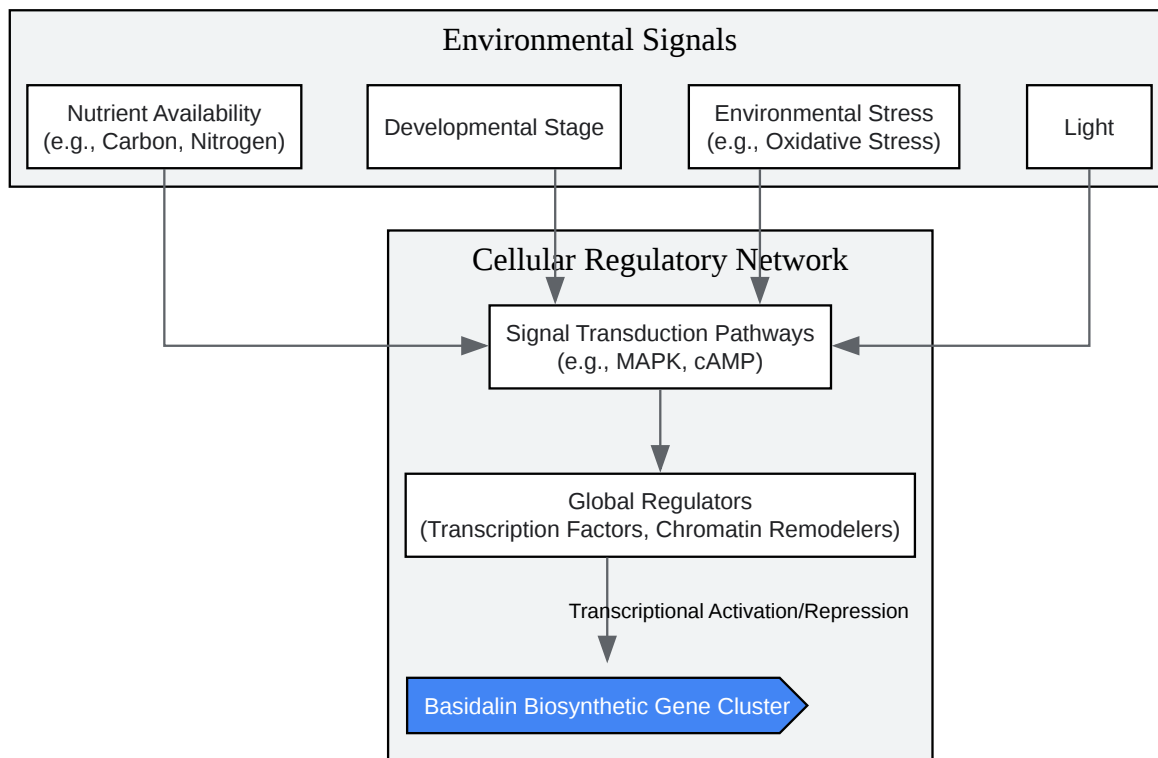 Environmental Signals
Nutrient Availability
(e.g., Carbon, Nitrogen)
Developmental Stage
Environmental Stress
(e.g., Oxidative Stress)
Light
Cellular Regulatory Network
Signal Transduction Pathways
(e.g., MAPK, cAMP)
Global Regulators
(Transcription Factors, Chromatin Remodelers)
Transcriptional Activation/Repression
Basidalin Biosynthetic Gene Cluster